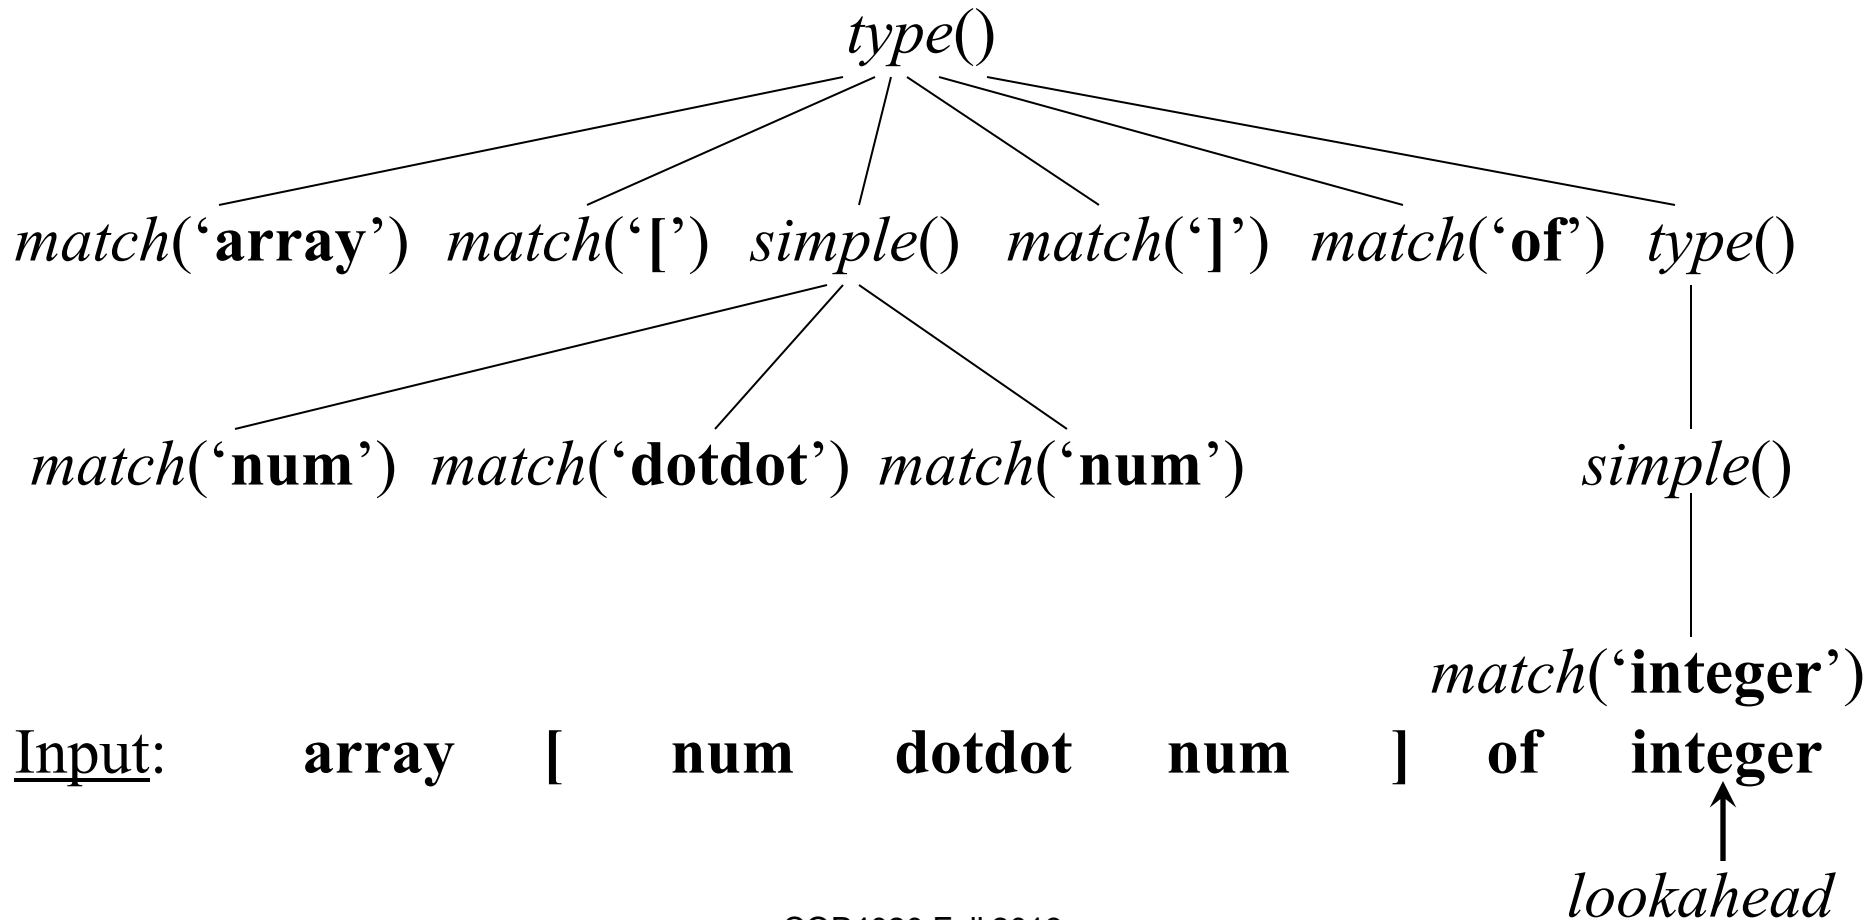 type()
match(‘array’) match(‘[’) simple() match(‘]’) match(‘of’) type()
match(‘num’) match(‘dotdot’) match(‘num’) simple()
match(‘integer’)
Input: array [ num dotdot num ] of integer
lookahead